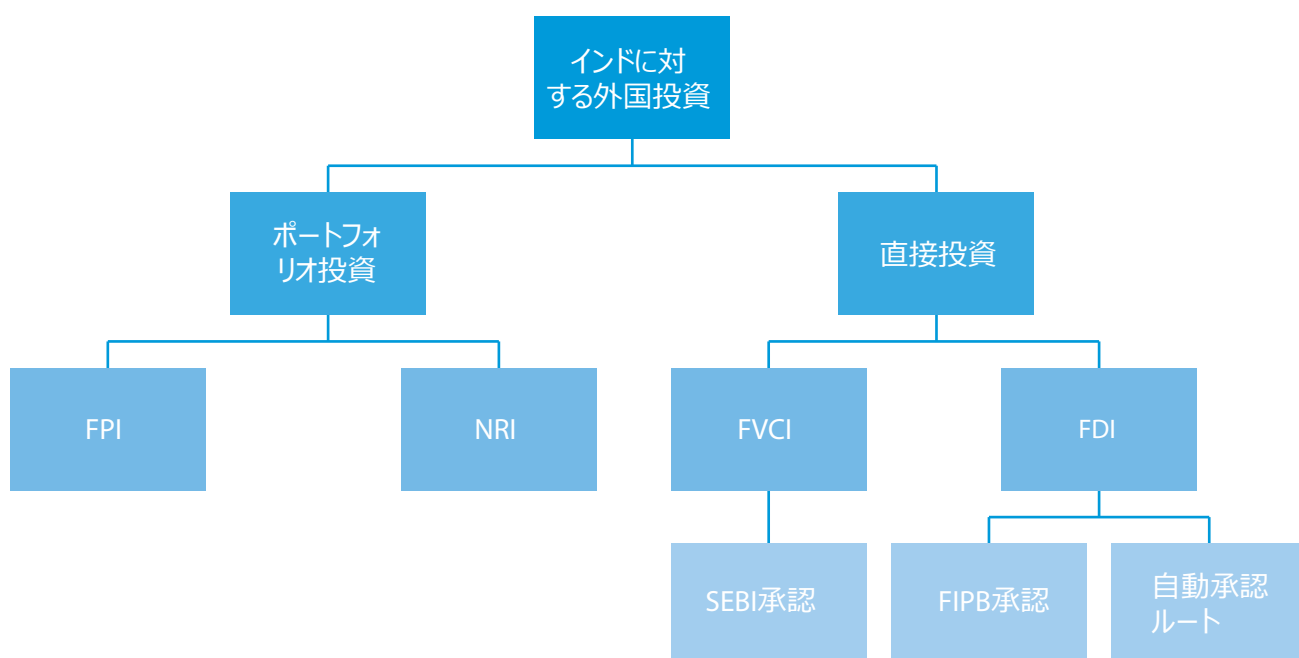 インドに対
する外国投資
ポートフォ
リオ投資
直接投資
FPI
NRI
FVCI
FDI
SEBI承認
FIPB承認
自動承認
ルート